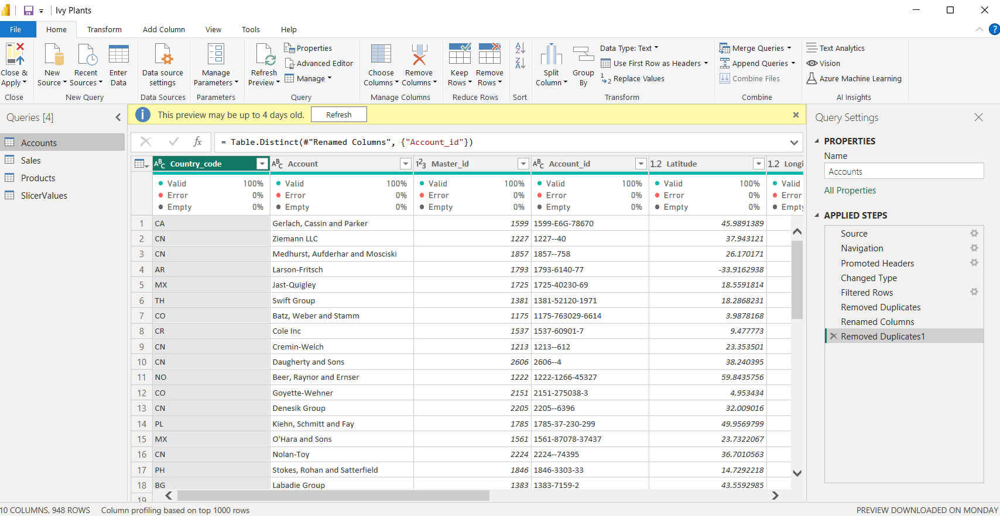 Ivy Plants
File Home Transform Add Column View Tools Help
Close & Apply
Close
New Source
Recent Sources
Enter Data
New Query
Data source settings
Data Sources
Manage Parameters
Parameters
Refresh Preview
Properties
Advanced Editor
Manage
Query
Choose Columns
Remove Columns
Manage Columns
Keep Rows
Remove Rows
Reduce Rows
A Z
Z A
Sort
Split Column
Group By
Data Type: Text
Use First Row as Headers
1 2 Replace Values
Transform
Merge Queries
Append Queries
Combine Files
Combine
Text Analytics
Vision
Azure Machine Learning
AI Insights
?
Queries [4]
Accounts
Sales
Products
SlicerValues
i This preview may be up to 4 days old. Refresh
fx = Table.Distinct(#"Renamed Columns", {"Account_id"})
ABC Country_code ABC Account 123 Master_id ABC Account_id 1.2 Latitude 1.2 Longi
Valid 100% Valid 100% Valid 100% Valid 100% Valid 100% Valid
Error 0% Error 0% Error 0% Error 0% Error 0% Error
Empty 0% Empty 0% Empty 0% Empty 0% Empty 0% Empty
1 CA Gerlach, Cassin and Parker 1599 1599-E6G-78670 45.9891389
2 CN Ziemann LLC 1227 1227--40 37.943121
3 CN Medhurst, Aufderhar and Mosciski 1857 1857--758 26.170171
4 AR Larson-Fritsch 1793 1793-6140-77 -33.9162938
5 MX Jast-Quigley 1725 1725-40230-69 18.5591814
6 TH Swift Group 1381 1381-52120-1971 18.2868231
7 CO Batz, Weber and Stamm 1175 1175-763029-6614 3.9878168
8 CR Cole Inc 1537 1537-60901-7 9.477773
9 CN Cremin-Welch 1213 1213--612 23.353501
10 CN Daugherty and Sons 2606 2606--4 38.240395
11 NO Beer, Raynor and Ernser 1222 1222-1266-45327 59.8435756
12 CO Goyette-Wehner 2151 2151-275038-3 4.953434
13 CN Denesik Group 2205 2205--6396 32.009016
14 PL Kiehn, Schmitt and Fay 1785 1785-37-230-299 49.9569799
15 MX O'Hara and Sons 1561 1561-87078-37437 23.7322067
16 CN Nolan-Toy 2224 2224--74395 36.7010563
17 PH Stokes, Rohan and Satterfield 1846 1846-3303-33 14.7292218
18 BG Labadie Group 1383 1383-7159-2 43.5592985
19
Query Settings
PROPERTIES
Name
Accounts
All Properties
APPLIED STEPS
Source
Navigation
Promoted Headers
Changed Type
Filtered Rows
Removed Duplicates
Renamed Columns
Removed Duplicates1
10 COLUMNS, 948 ROWS Column profiling based on top 1000 rows PREVIEW DOWNLOADED ON MONDAY